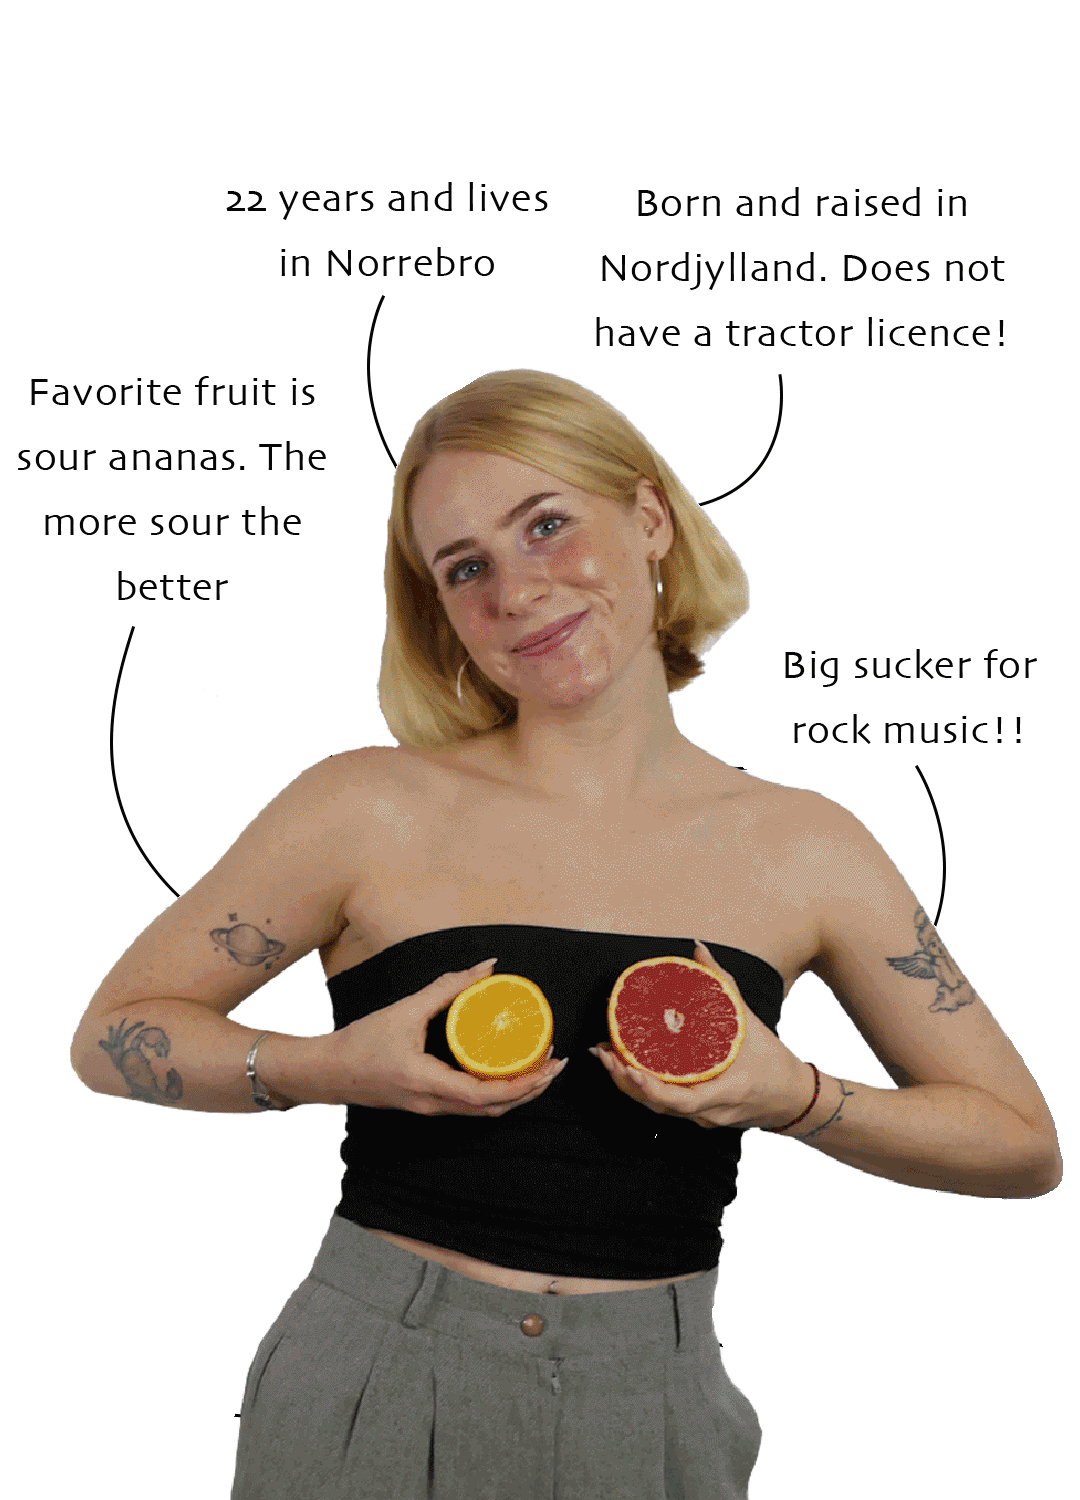 22 years and lives
in Norrebro
Born and raised in
Nordjylland. Does not
have a tractor licence!
Favorite fruit is
sour ananas. The
more sour the
better
Big sucker for
rock music!!